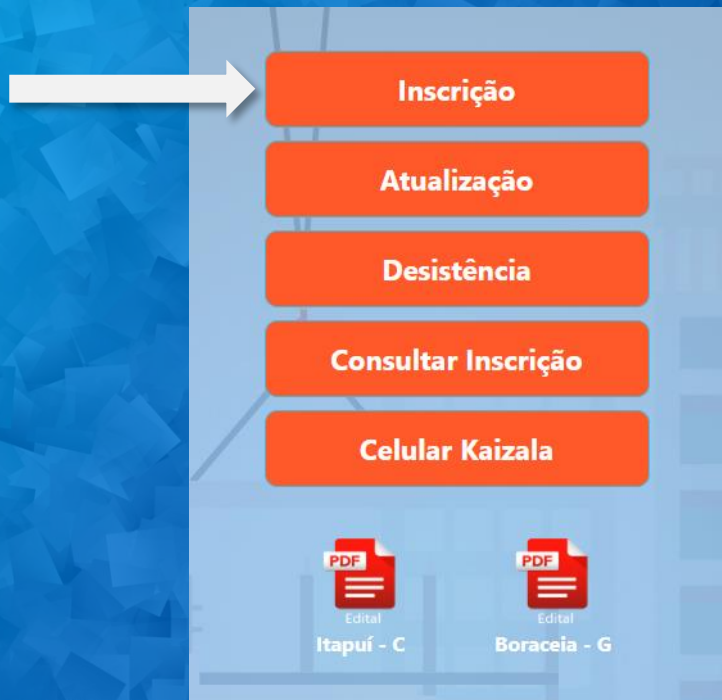 Inscrição
Atualização
Desistência
Consultar Inscrição
Celular Kaizala
PDF PDF
Edital Edital
Itapuí - C Boraceia - G